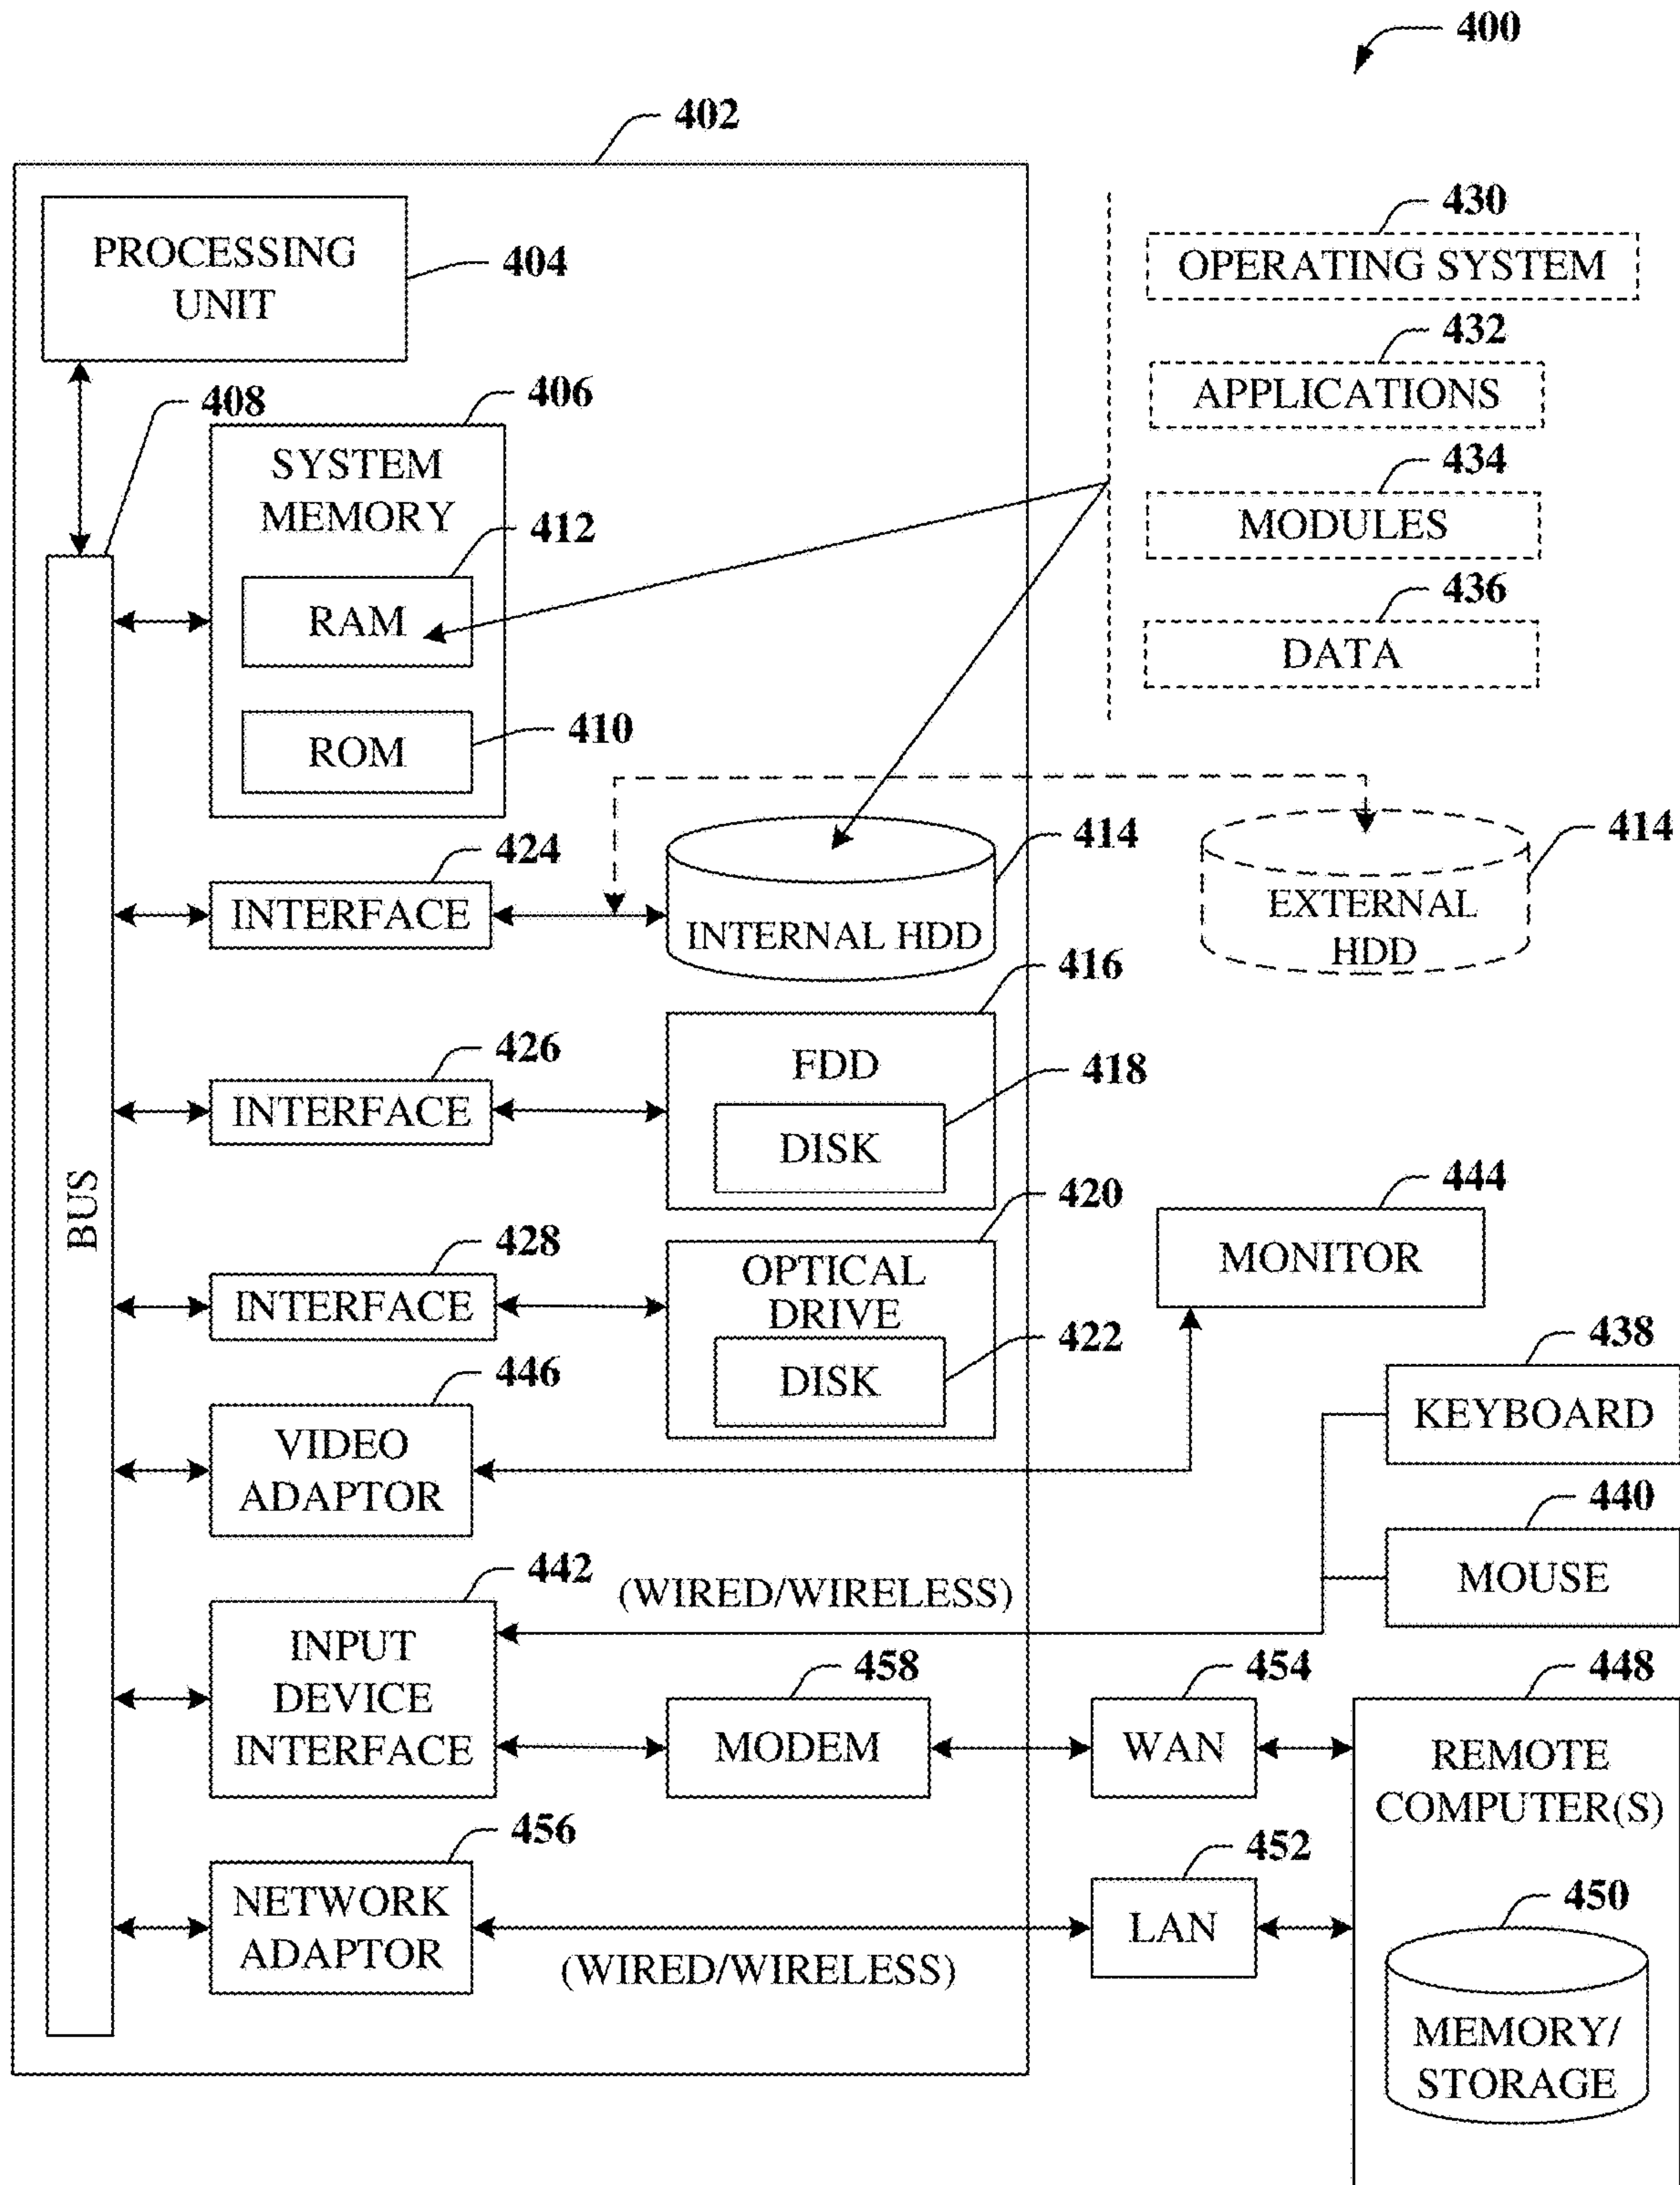 400
402
PROCESSING
UNIT
404
430
OPERATING SYSTEM
432
APPLICATIONS
434
MODULES
436
DATA
408
406
SYSTEM
MEMORY
412
RAM
410
ROM
424
INTERFACE
414
INTERNAL HDD
414
EXTERNAL
HDD
416
FDD
418
DISK
426
INTERFACE
BUS
420
OPTICAL
DRIVE
422
DISK
428
INTERFACE
444
MONITOR
446
VIDEO
ADAPTOR
438
KEYBOARD
440
MOUSE
442
(WIRED/WIRELESS)
INPUT
DEVICE
INTERFACE
458
MODEM
454
WAN
448
REMOTE
COMPUTER(S)
456
NETWORK
ADAPTOR
(WIRED/WIRELESS)
452
LAN
450
MEMORY/
STORAGE